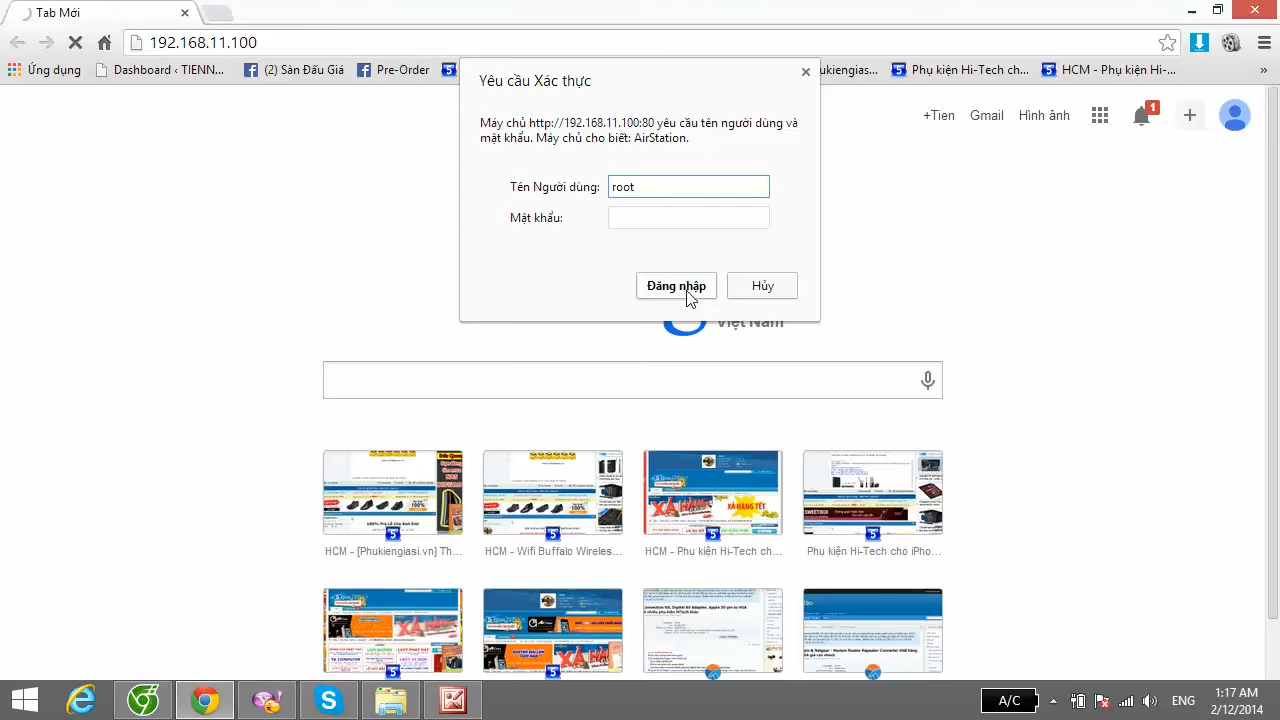 Tab Mới
192.168.11.100
Ứng dụng
Dashboard ‹ TIENN...
(2) Sàn Đấu Giá
Pre-Order
ukiengias...
Phụ kiện Hi-Tech ch...
HCM - Phụ kiện Hi-...
»
Yêu cầu Xác thực
Máy chủ http://192.168.11.100:80 yêu cầu tên người dùng và
mật khẩu. Máy chủ cho biết: AirStation.
Tên Người dùng: root
Mật khẩu:
Đăng nhập
Hủy
+Tien
Gmail
Hình ảnh
1
Việt Nam
XẢ HÀNG TẾT
HCM - [Phukiengiasi.vn] Th...
HCM - Wifi Buffalo Wireles...
HCM - Phụ kiện Hi-Tech ch...
Phụ kiện Hi-Tech cho iPho...
A/C
ENG
1:17 AM
2/12/2014